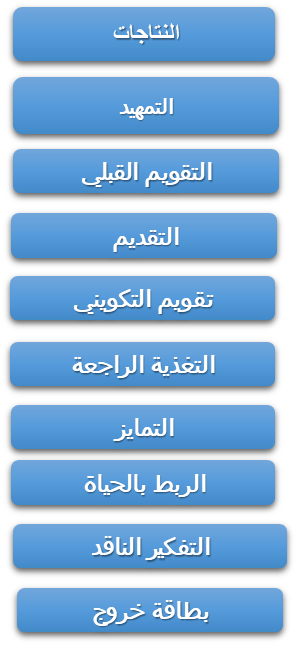 النتاجات
التمهيد
التقويم القبلي
التقديم
تقويم التكويني
التغذية الراجعة
التمايز
الربط بالحياة
التفكير الناقد
بطاقة خروج